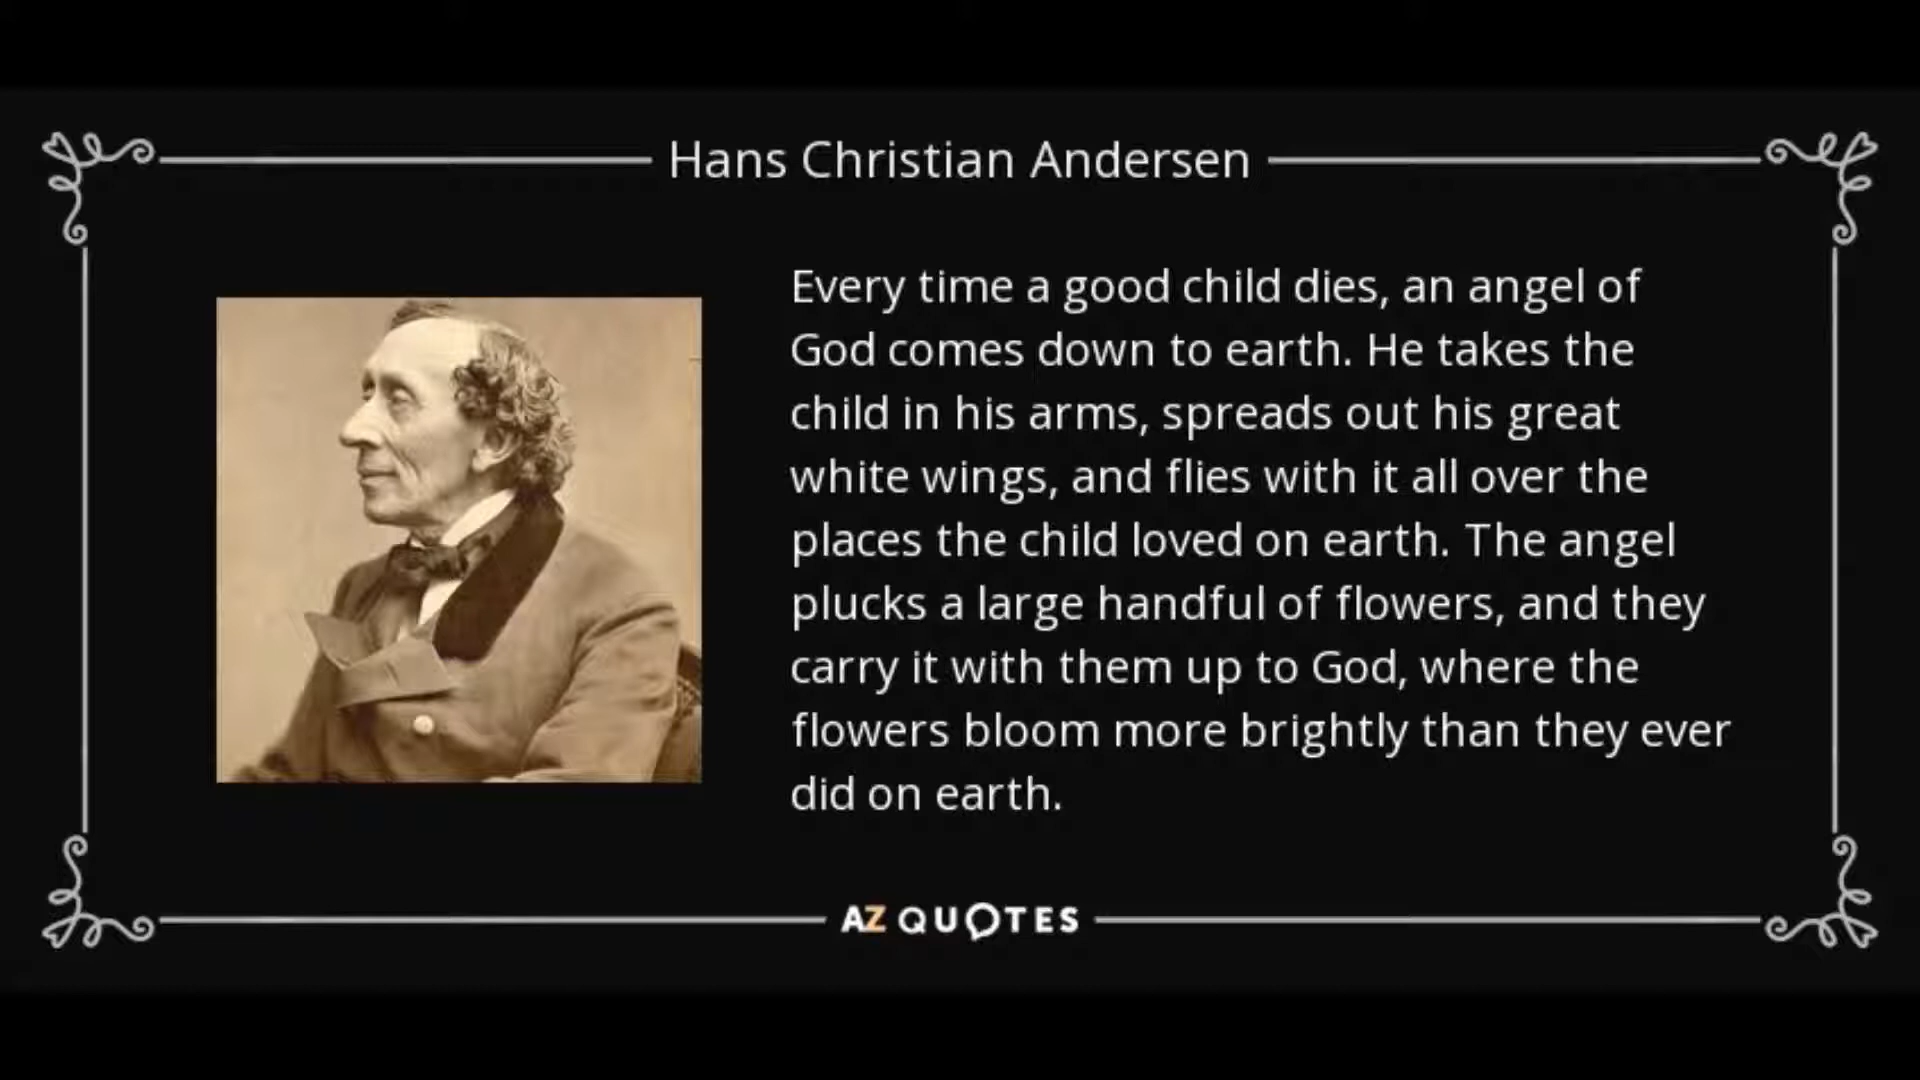 Hans Christian Andersen
Every time a good child dies, an angel of
God comes down to earth. He takes the
child in his arms, spreads out his great
white wings, and flies with it all over the
places the child loved on earth. The angel
plucks a large handful of flowers, and they
carry it with them up to God, where the
flowers bloom more brightly than they ever
did on earth.
AZ QUOTES